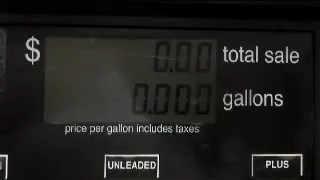 $ 0.00 total sale
0.000 gallons
price per gallon includes taxes
UNLEADED PLUS